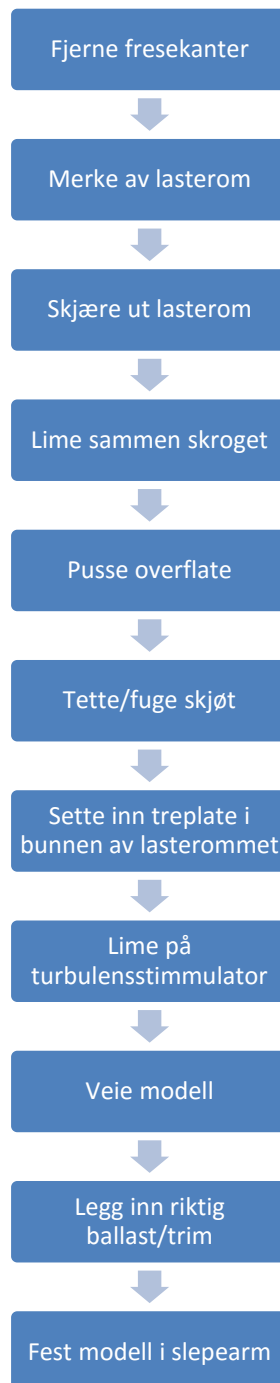 Fjerne fresekanter
Merke av lasterom
Skjære ut lasterom
Lime sammen skroget
Pusse overflate
Tette/fuge skjøt
Sette inn treplate i
bunnen av lasterommet
Lime på
turbulensstimmulator
Veie modell
Legg inn riktig
ballast/trim
Fest modell i slepearm